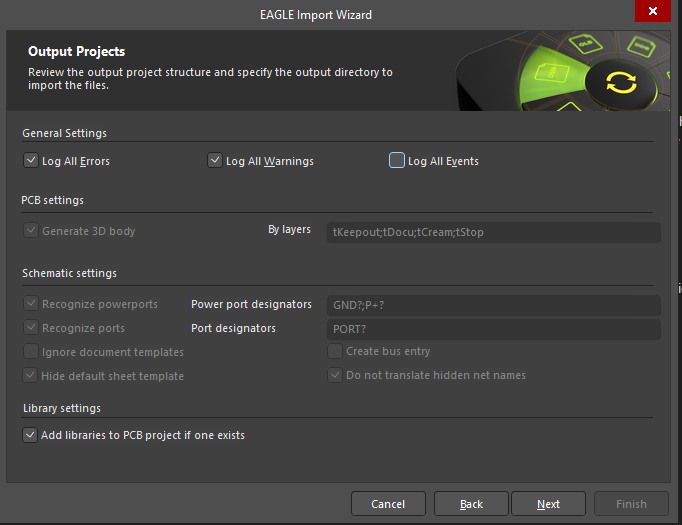 EAGLE Import Wizard
Output Projects
Review the output project structure and specify the output directory to
import the files.
General Settings
Log All Errors
Log All Warnings
Log All Events
PCB settings
Generate 3D body
By layers
tKeepout;tDocu;tCream;tStop
Schematic settings
Recognize powerports
Power port designators
GND?;P+?
Recognize ports
Port designators
PORT?
Ignore document templates
Create bus entry
Hide default sheet template
Do not translate hidden net names
Library settings
Add libraries to PCB project if one exists
Cancel
Back
Next
Finish